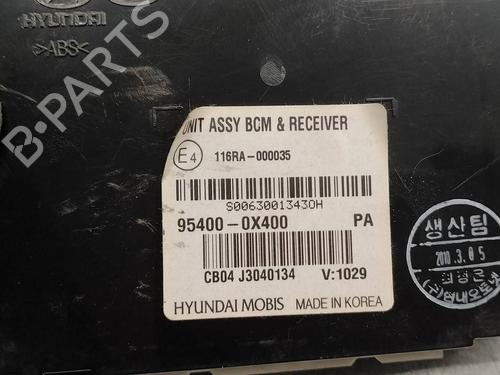 HYUNDAI
>ABS<
UNIT ASSY BCM & RECEIVER
E4 116RA-000035
S00630013430H
95400-0X400 PA
CB04 J3040134 V:1029
HYUNDAI MOBIS MADE IN KOREA
생산팀
2010.3.05
B-Parts